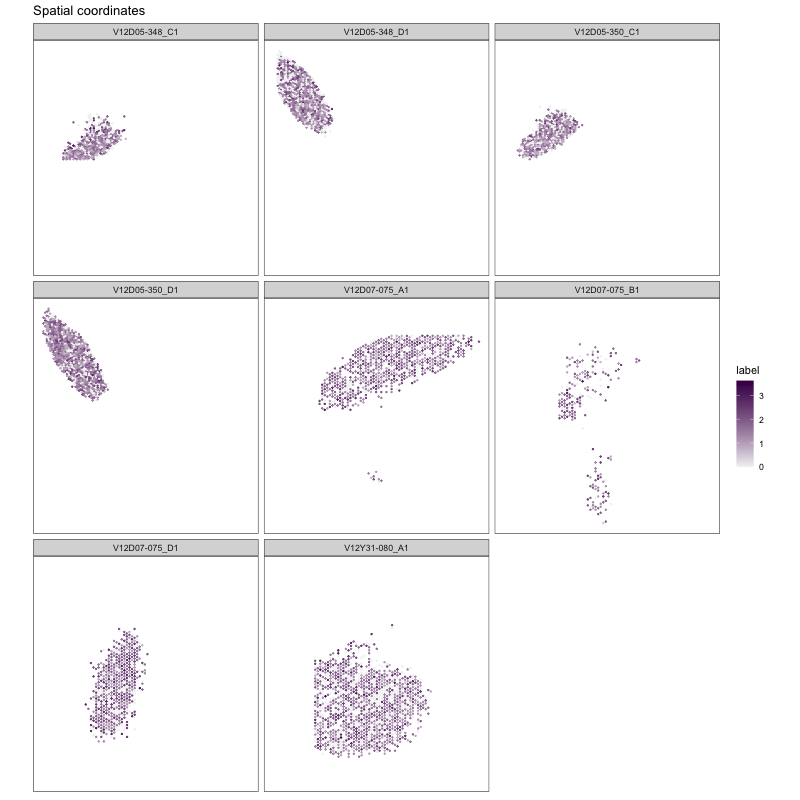 Spatial coordinates
V12D05-348_C1
V12D05-348_D1
V12D05-350_C1
V12D05-350_D1
V12D07-075_A1
V12D07-075_B1
label
3
2
1
0
V12D07-075_D1
V12Y31-080_A1